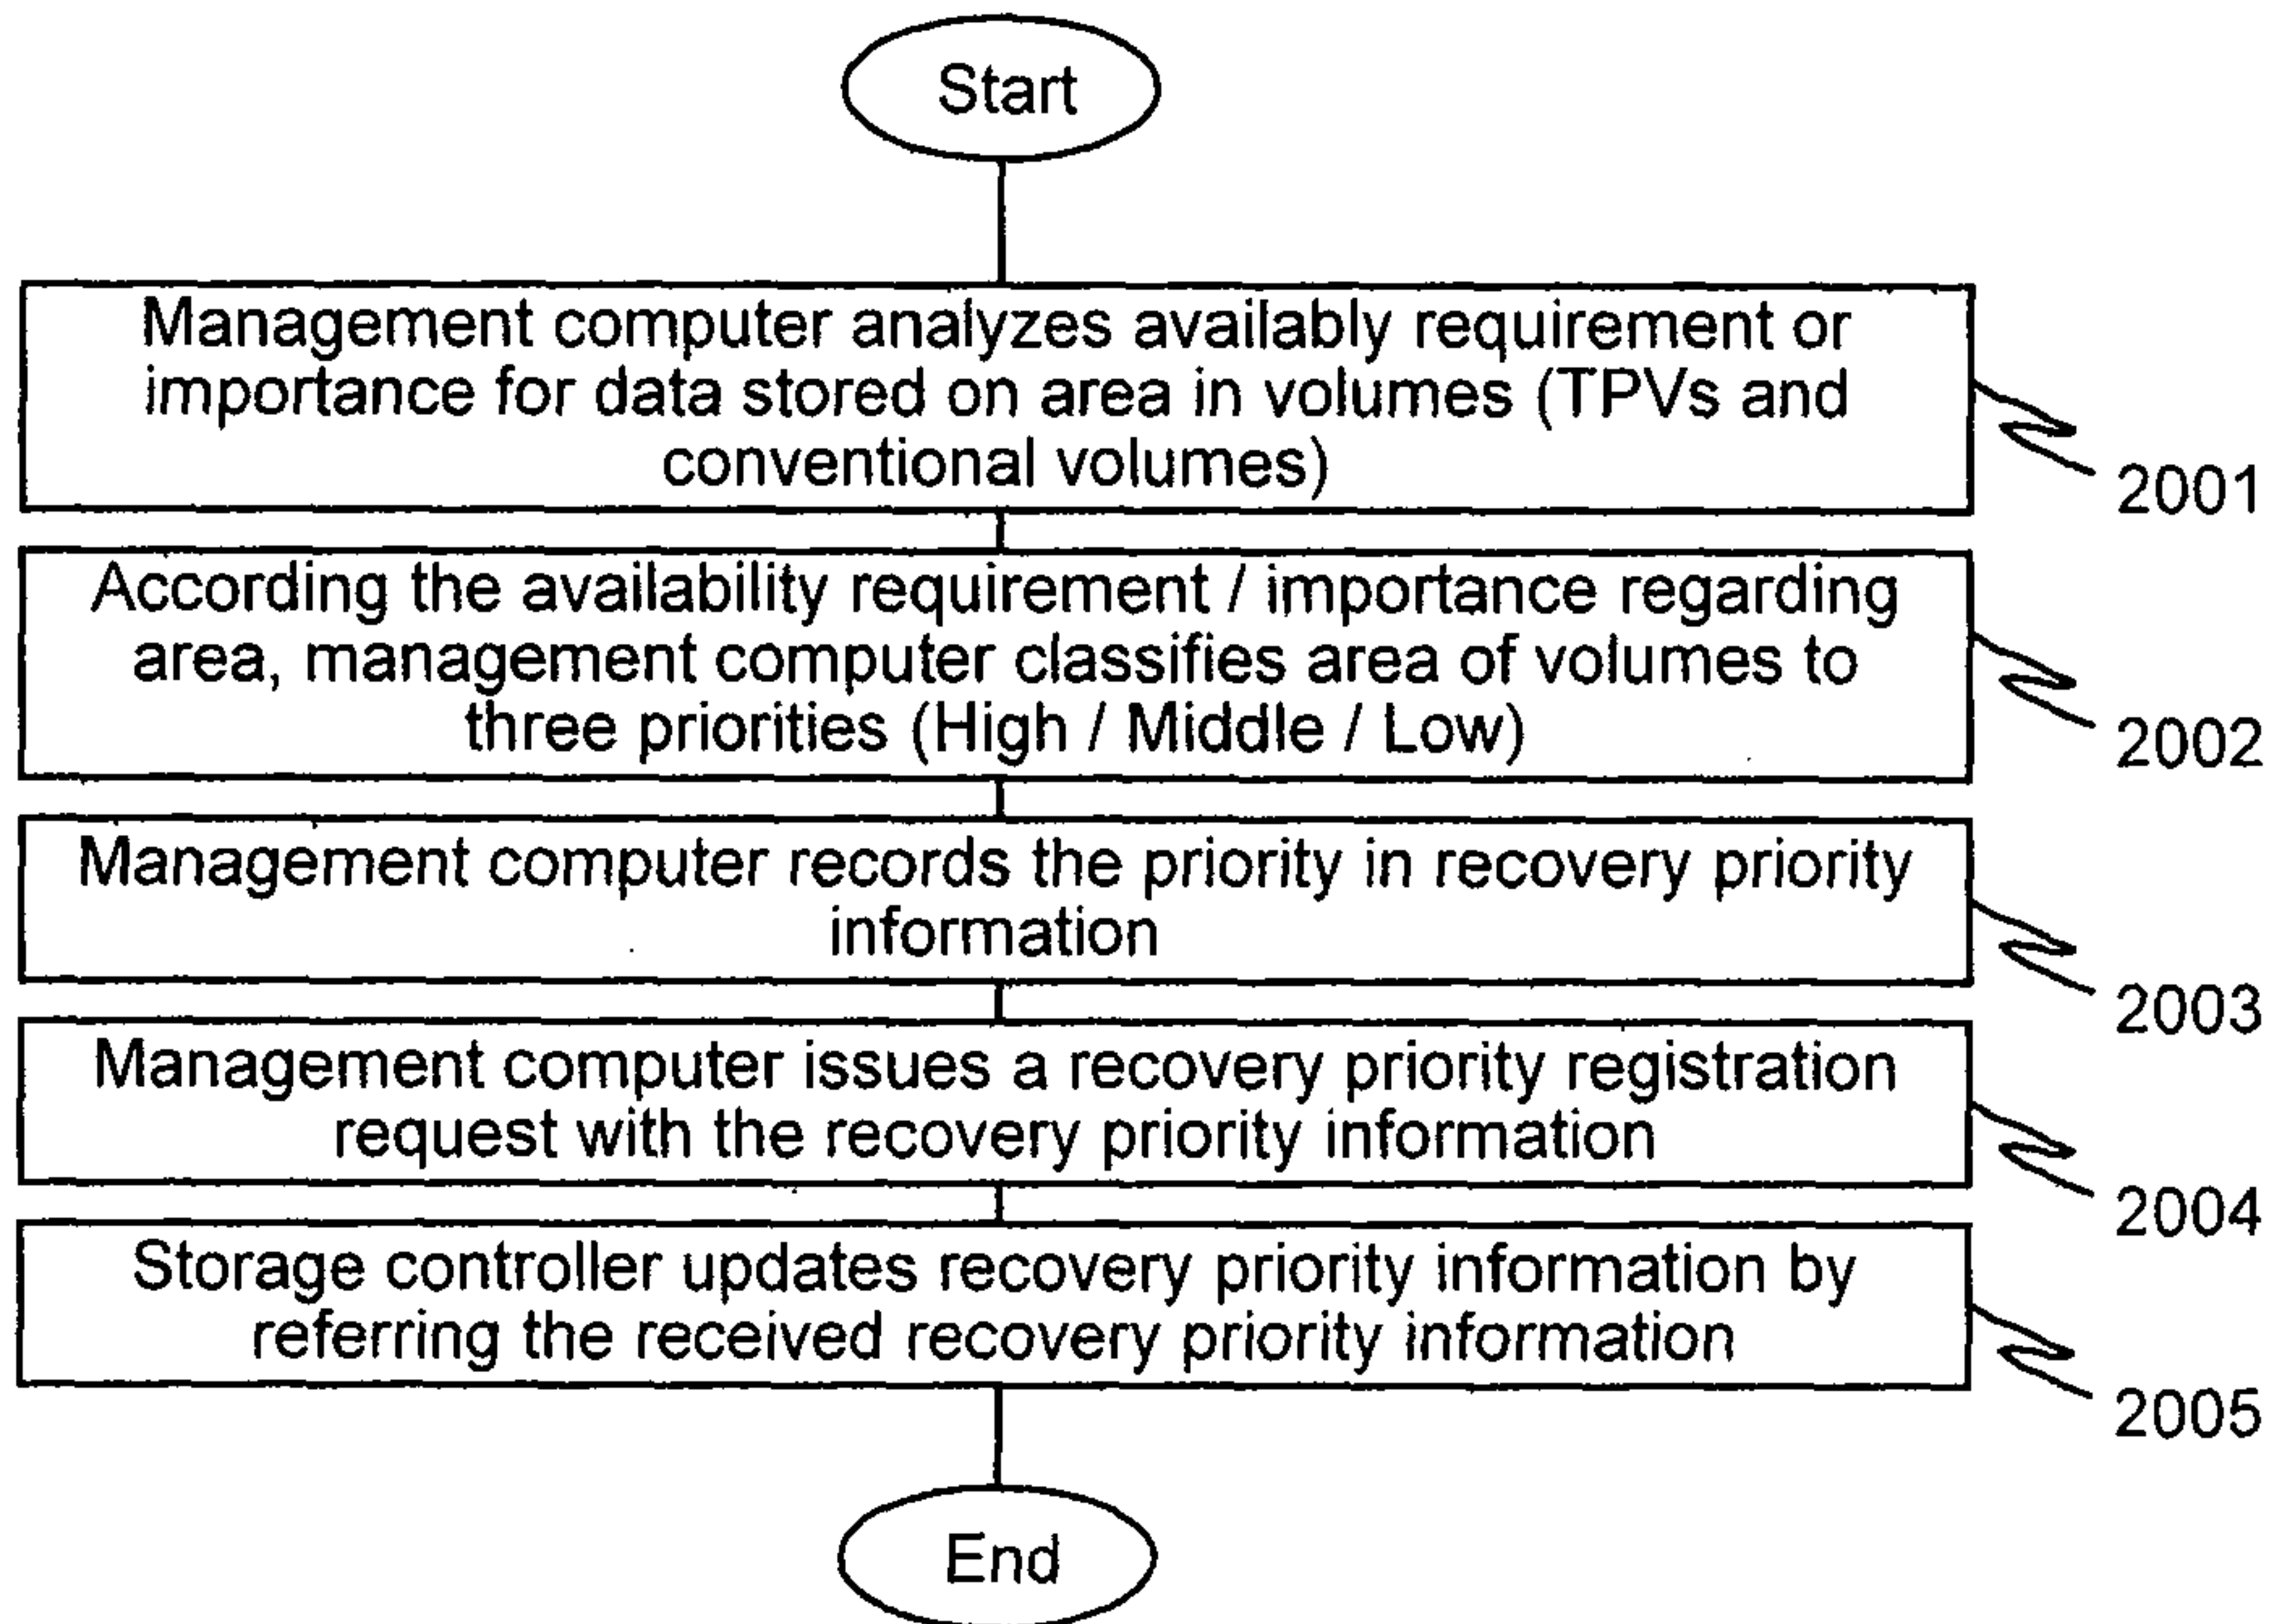 Start
Management computer analyzes availably requirement or
importance for data stored on area in volumes (TPVs and
conventional volumes)
2001
According the availability requirement / importance regarding
area, management computer classifies area of volumes to
three priorities (High / Middle / Low)
2002
Management computer records the priority in recovery priority
information
2003
Management computer issues a recovery priority registration
request with the recovery priority information
2004
Storage controller updates recovery priority information by
referring the received recovery priority information
2005
End